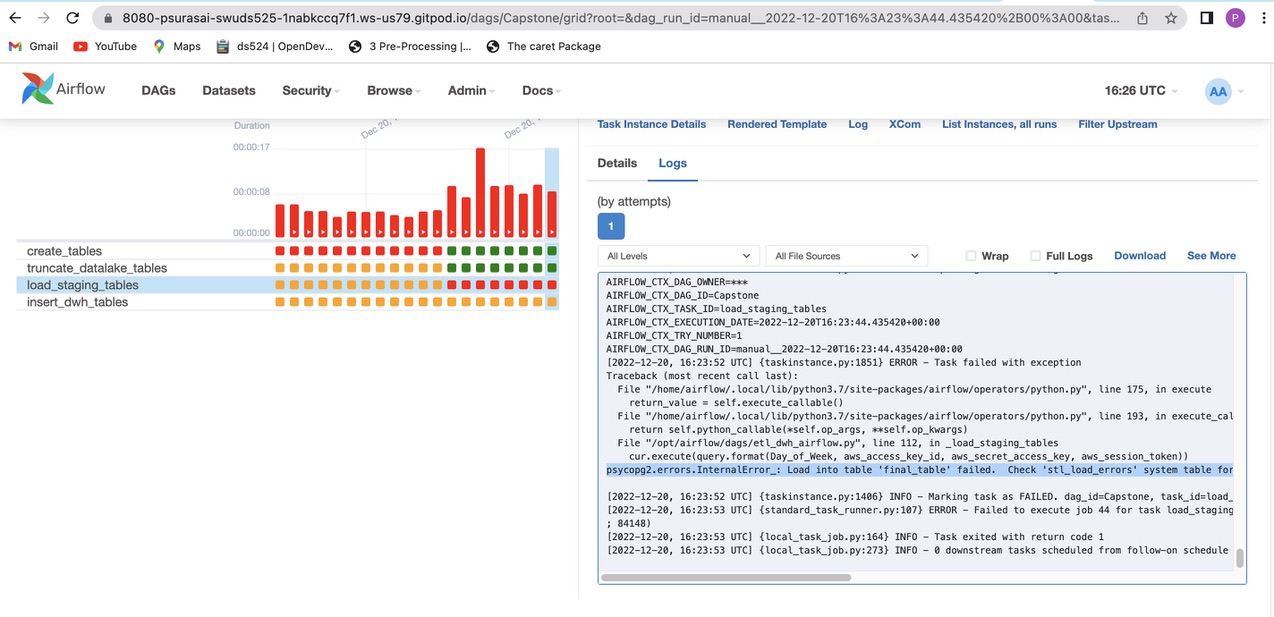 8080-psurasai-swuds525-1nabkccq7f1.ws-us79.gitpod.io/dags/Capstone/grid?root=&dag_run_id=manual__2022-12-20T16%3A23%3A44.435420%2B00%3A00&tas... P
Gmail YouTube Maps ds524 | OpenDev... 3 Pre-Processing |... The caret Package
Airflow DAGs Datasets Security Browse Admin Docs 16:26 UTC AA
Duration Dec 20, Dec 20,
Task Instance Details Rendered Template Log XCom List Instances, all runs Filter Upstream
00:00:17
00:00:08
00:00:00
create_tables
truncate_datalake_tables
load_staging_tables
insert_dwh_tables
Details Logs
(by attempts)
1
All Levels All File Sources Wrap Full Logs Download See More
AIRFLOW_CTX_DAG_OWNER=***
AIRFLOW_CTX_DAG_ID=Capstone
AIRFLOW_CTX_TASK_ID=load_staging_tables
AIRFLOW_CTX_EXECUTION_DATE=2022-12-20T16:23:44.435420+00:00
AIRFLOW_CTX_TRY_NUMBER=1
AIRFLOW_CTX_DAG_RUN_ID=manual__2022-12-20T16:23:44.435420+00:00
[2022-12-20, 16:23:52 UTC] {taskinstance.py:1851} ERROR - Task failed with exception
Traceback (most recent call last):
File "/home/airflow/.local/lib/python3.7/site-packages/airflow/operators/python.py", line 175, in execute
return_value = self.execute_callable()
File "/home/airflow/.local/lib/python3.7/site-packages/airflow/operators/python.py", line 193, in execute_cal
return self.python_callable(*self.op_args, **self.op_kwargs)
File "/opt/airflow/dags/etl_dwh_airflow.py", line 112, in _load_staging_tables
cur.execute(query.format(Day_of_Week, aws_access_key_id, aws_secret_access_key, aws_session_token))
psycopg2.errors.InternalError_: Load into table 'final_table' failed.  Check 'stl_load_errors' system table for
[2022-12-20, 16:23:52 UTC] {taskinstance.py:1406} INFO - Marking task as FAILED. dag_id=Capstone, task_id=load_
[2022-12-20, 16:23:53 UTC] {standard_task_runner.py:107} ERROR - Failed to execute job 44 for task load_staging
; 84148)
[2022-12-20, 16:23:53 UTC] {local_task_job.py:164} INFO - Task exited with return code 1
[2022-12-20, 16:23:53 UTC] {local_task_job.py:273} INFO - 0 downstream tasks scheduled from follow-on schedule